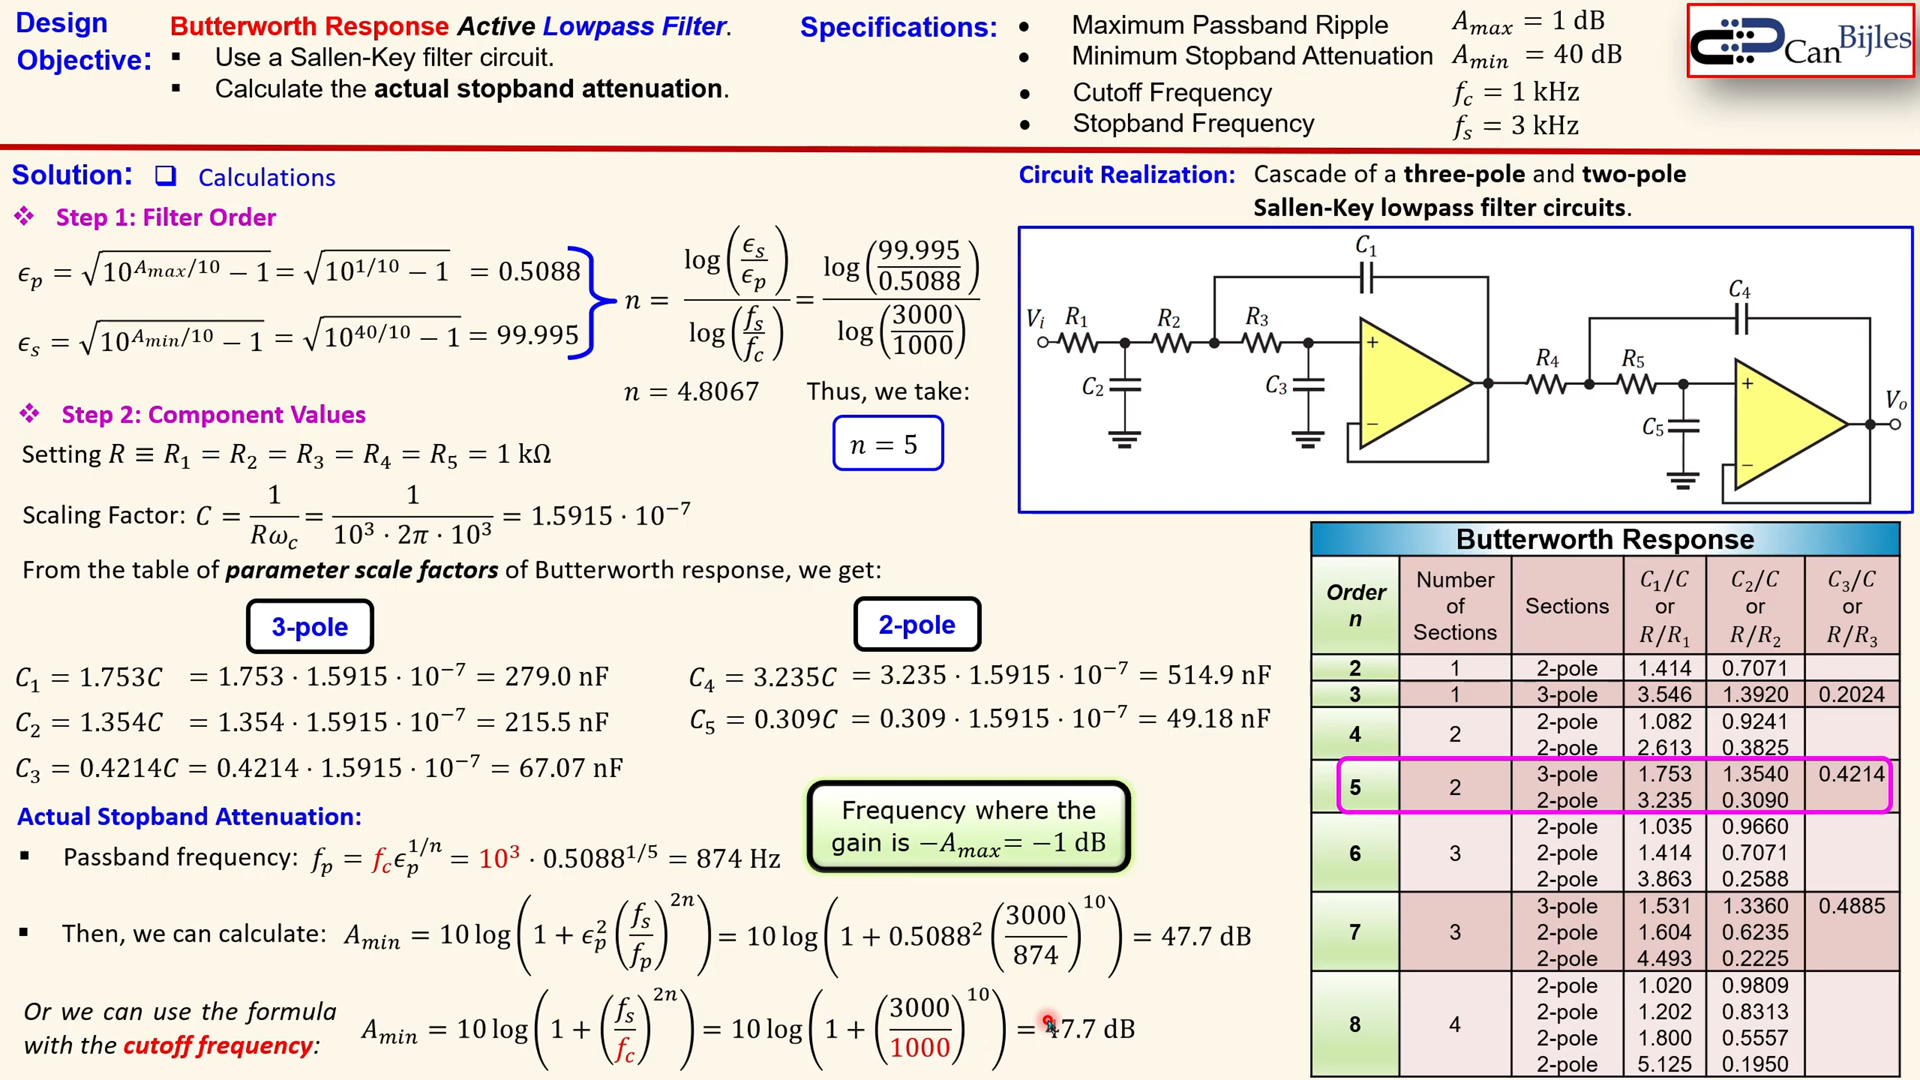 Design Objective:
Butterworth Response Active Lowpass Filter.
▪ Use a Sallen-Key filter circuit.
▪ Calculate the actual stopband attenuation.
Specifications:
• Maximum Passband Ripple A_max = 1 dB
• Minimum Stopband Attenuation A_min = 40 dB
• Cutoff Frequency f_c = 1 kHz
• Stopband Frequency f_s = 3 kHz
CanBijles
Solution: ❑ Calculations
❖ Step 1: Filter Order
ϵ_p = √(10^(A_max/10) − 1) = √(10^(1/10) − 1) = 0.5088
ϵ_s = √(10^(A_min/10) − 1) = √(10^(40/10) − 1) = 99.995
n = log(ϵ_s/ϵ_p) / log(f_s/f_c) = log(99.995/0.5088) / log(3000/1000)
n = 4.8067 Thus, we take:
n = 5
❖ Step 2: Component Values
Setting R ≡ R₁ = R₂ = R₃ = R₄ = R₅ = 1 kΩ
Scaling Factor: C = 1/(Rω_c) = 1/(10³ · 2π · 10³) = 1.5915 · 10⁻⁷
From the table of parameter scale factors of Butterworth response, we get:
3-pole
C₁ = 1.753C = 1.753 · 1.5915 · 10⁻⁷ = 279.0 nF
C₂ = 1.354C = 1.354 · 1.5915 · 10⁻⁷ = 215.5 nF
C₃ = 0.4214C = 0.4214 · 1.5915 · 10⁻⁷ = 67.07 nF
2-pole
C₄ = 3.235C = 3.235 · 1.5915 · 10⁻⁷ = 514.9 nF
C₅ = 0.309C = 0.309 · 1.5915 · 10⁻⁷ = 49.18 nF
Actual Stopband Attenuation:
▪ Passband frequency: f_p = f_c ϵ_p^(1/n) = 10³ · 0.5088^(1/5) = 874 Hz
Frequency where the
gain is −A_max = −1 dB
▪ Then, we can calculate: A_min = 10 log(1 + ϵ_p² (f_s/f_p)^(2n)) = 10 log(1 + 0.5088² (3000/874)^10) = 47.7 dB
Or we can use the formula
with the cutoff frequency:
A_min = 10 log(1 + (f_s/f_c)^(2n)) = 10 log(1 + (3000/1000)^10) = 47.7 dB
Circuit Realization: Cascade of a three-pole and two-pole
Sallen-Key lowpass filter circuits.
C₁
C₄
V_i R₁ R₂ R₃
+
C₂ C₃
R₄ R₅
+
V_o
−
C₅
−
Butterworth Response
Order n | Number of Sections | Sections | C₁/C or R/R₁ | C₂/C or R/R₂ | C₃/C or R/R₃
2 1 2-pole 1.414 0.7071
3 1 3-pole 3.546 1.3920 0.2024
4 2 2-pole 1.082 0.9241
2-pole 2.613 0.3825
5 2 3-pole 1.753 1.3540 0.4214
2-pole 3.235 0.3090
6 3 2-pole 1.035 0.9660
2-pole 1.414 0.7071
2-pole 3.863 0.2588
7 3 3-pole 1.531 1.3360 0.4885
2-pole 1.604 0.6235
2-pole 4.493 0.2225
8 4 2-pole 1.020 0.9809
2-pole 1.202 0.8313
2-pole 1.800 0.5557
2-pole 5.125 0.1950